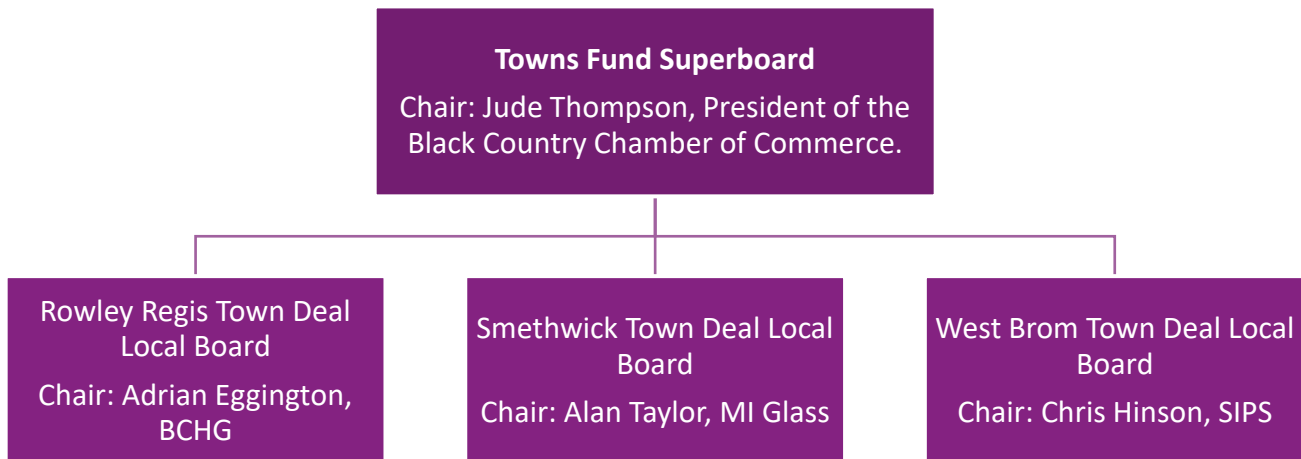 Towns Fund Superboard
Chair: Jude Thompson, President of the
Black Country Chamber of Commerce.
Rowley Regis Town Deal
Local Board
Chair: Adrian Eggington,
BCHG
Smethwick Town Deal Local
Board
Chair: Alan Taylor, MI Glass
West Brom Town Deal Local
Board
Chair: Chris Hinson, SIPS